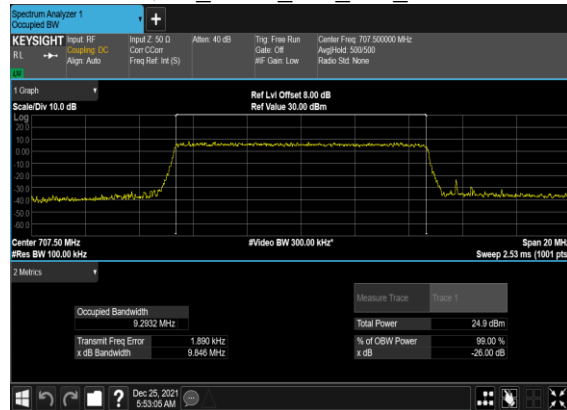 Spectrum Analyzer 1
Occupied BW
+
KEYSIGHT Input: RF Input Z: 50 Ω Atten: 40 dB Trig: Free Run Center Freq: 707.500000 MHz
RL Coupling: DC Corr CCorr Gate: Off Avg|Hold: 500/500
Align: Auto Freq Ref: Int (S) #IF Gain: Low Radio Std: None
LW
1 Graph
Scale/Div 10.0 dB Ref Lvl Offset 8.00 dB
Ref Value 30.00 dBm
Log
20.0
10.0
0.00
-10.0
-20.0
-30.0
-40.0
-50.0
-60.0
Center 707.50 MHz #Video BW 300.00 kHz* Span 20 MHz
#Res BW 100.00 kHz Sweep 2.53 ms (1001 pts
2 Metrics
Measure Trace Trace 1
Occupied Bandwidth
9.2932 MHz Total Power 24.9 dBm
Transmit Freq Error 1.890 kHz % of OBW Power 99.00 %
x dB Bandwidth 9.846 MHz x dB -26.00 dB
? Dec 25, 2021
5:53:05 AM